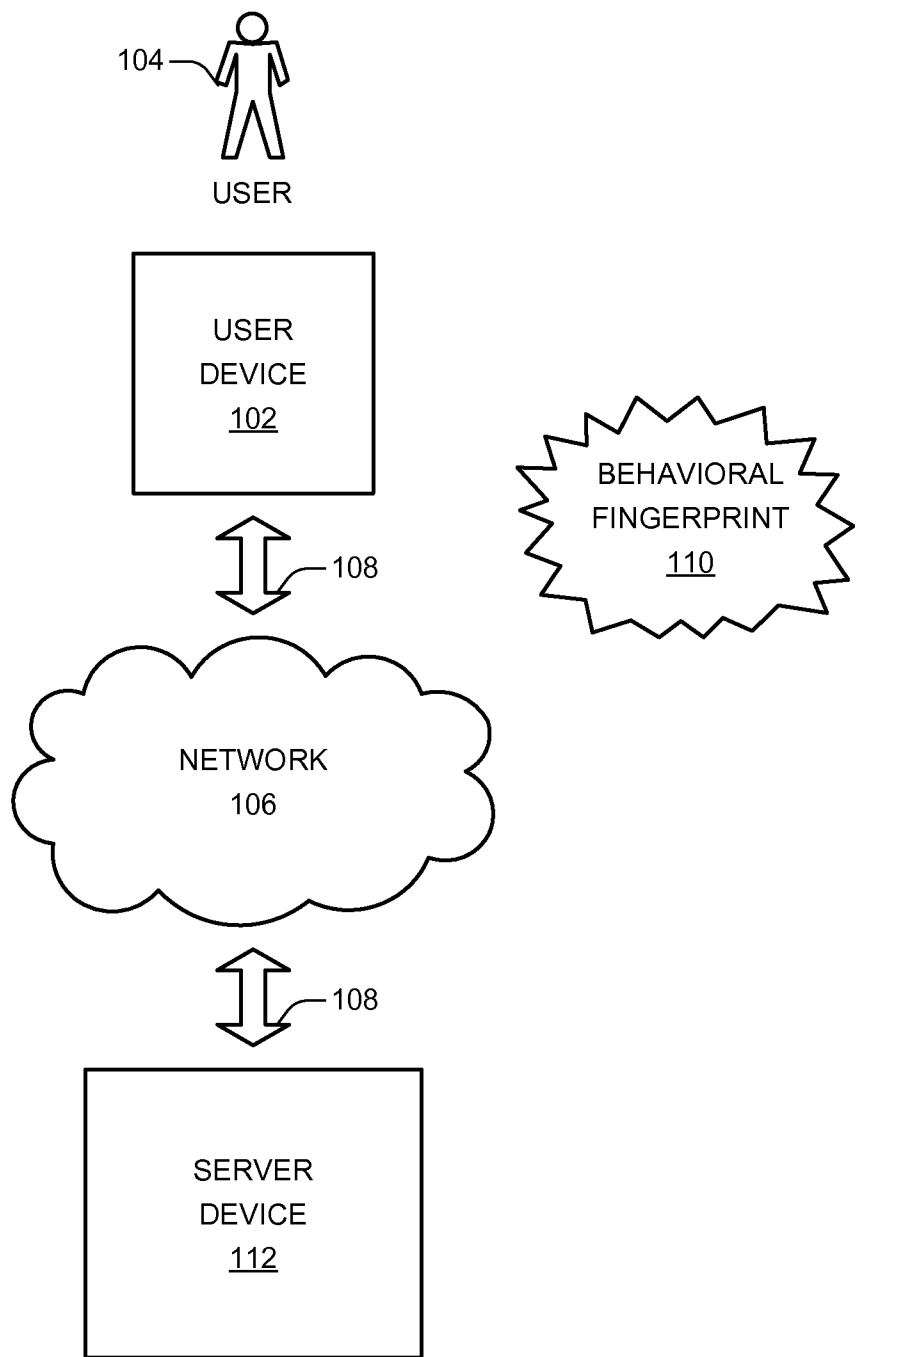 104
USER
USER
DEVICE
102
BEHAVIORAL
FINGERPRINT
110
108
NETWORK
106
108
SERVER
DEVICE
112